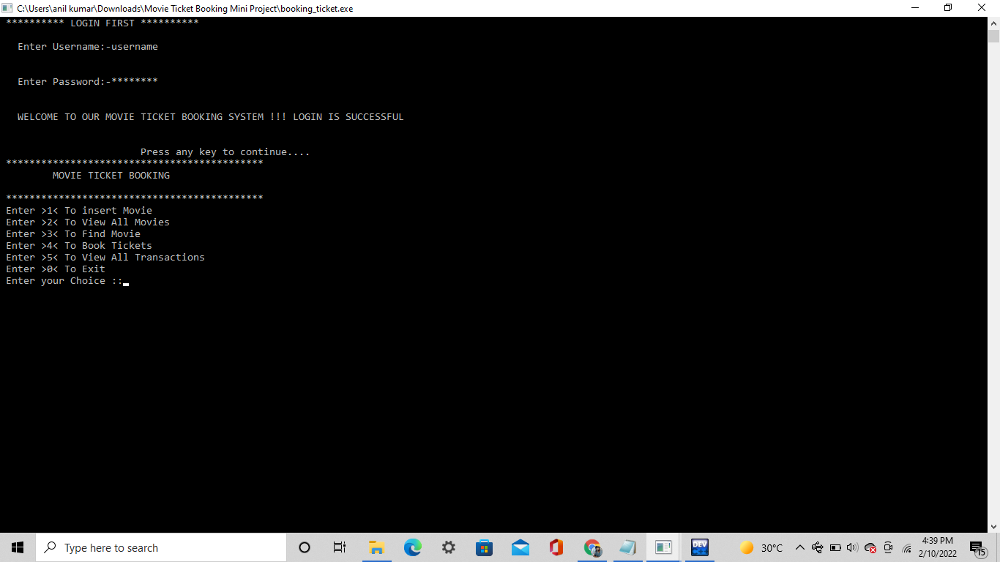 C:\Users\anil kumar\Downloads\Movie Ticket Booking Mini Project\booking_ticket.exe
********** LOGIN FIRST **********
Enter Username:-username
Enter Password:-********
WELCOME TO OUR MOVIE TICKET BOOKING SYSTEM !!! LOGIN IS SUCCESSFUL
Press any key to continue....
********************************************
MOVIE TICKET BOOKING
********************************************
Enter >1< To insert Movie
Enter >2< To View All Movies
Enter >3< To Find Movie
Enter >4< To Book Tickets
Enter >5< To View All Transactions
Enter >0< To Exit
Enter your Choice ::
Type here to search
DEV
C++
30°C
4:39 PM
2/10/2022
15